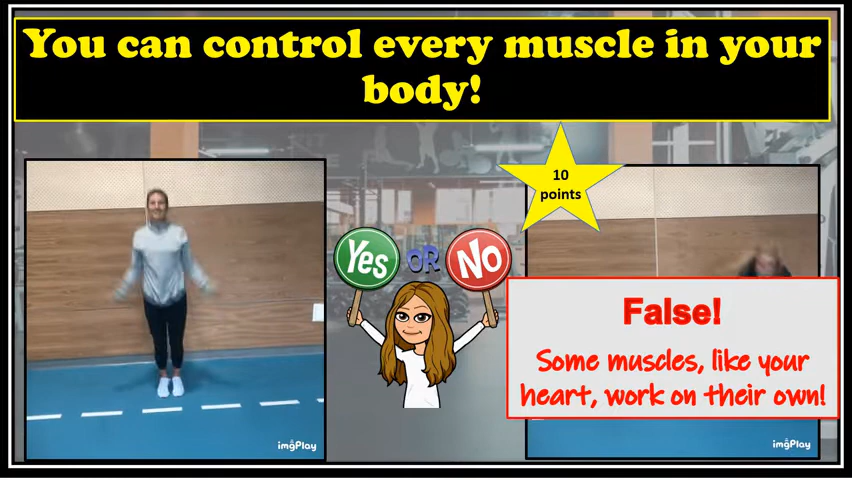 You can control every muscle in your
body!
10
points
Yes OR No
False!
Some muscles, like your
heart, work on their own!
imgPlay
imgPlay